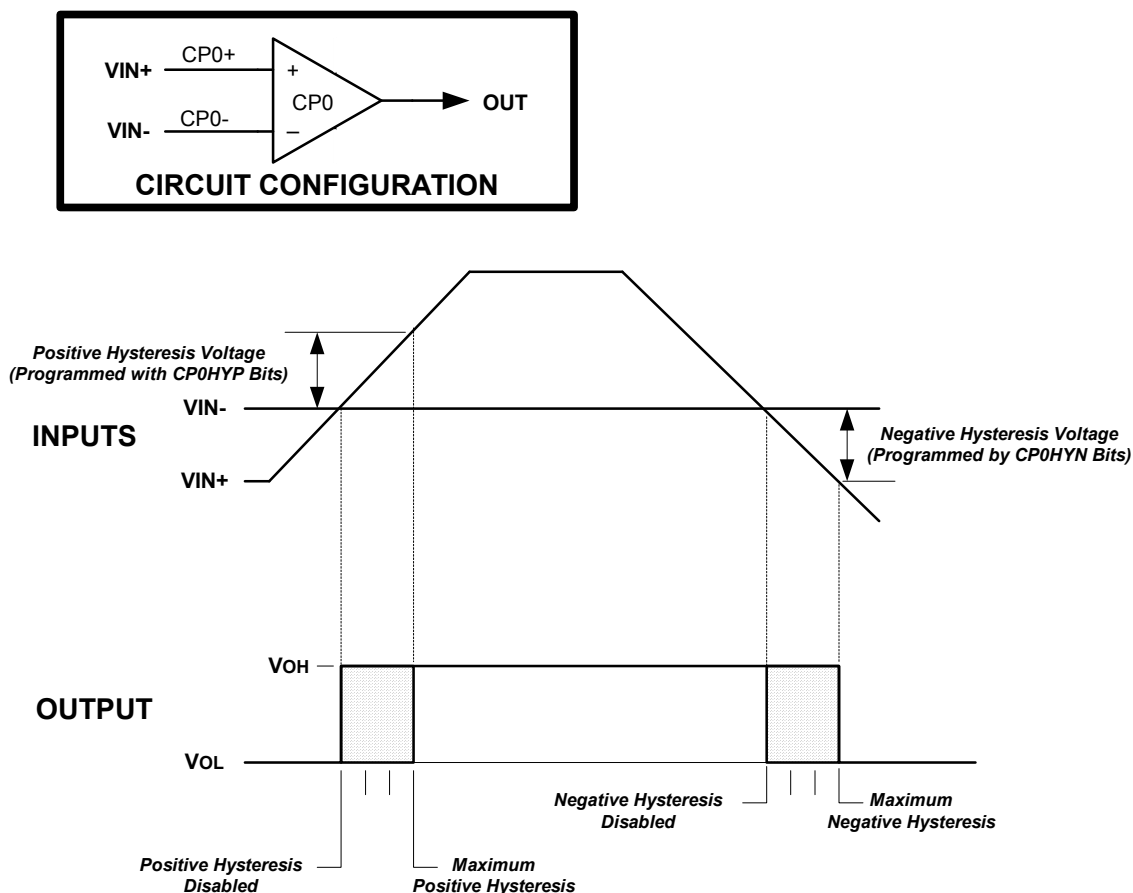 VIN+
CP0+
+
CP0
OUT
VIN-
CP0-
–
CIRCUIT CONFIGURATION
Positive Hysteresis Voltage
(Programmed with CP0HYP Bits)
VIN-
INPUTS
Negative Hysteresis Voltage
(Programmed by CP0HYN Bits)
VIN+
VOH
OUTPUT
VOL
Negative Hysteresis
Disabled
Maximum
Negative Hysteresis
Positive Hysteresis
Disabled
Maximum
Positive Hysteresis